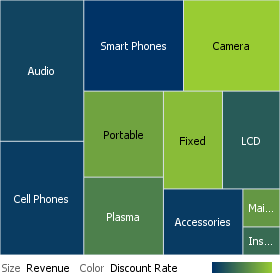 Audio
Smart Phones
Camera
Portable
Fixed
LCD
Cell Phones
Plasma
Accessories
Mai...
Ins...
Size Revenue Color Discount Rate